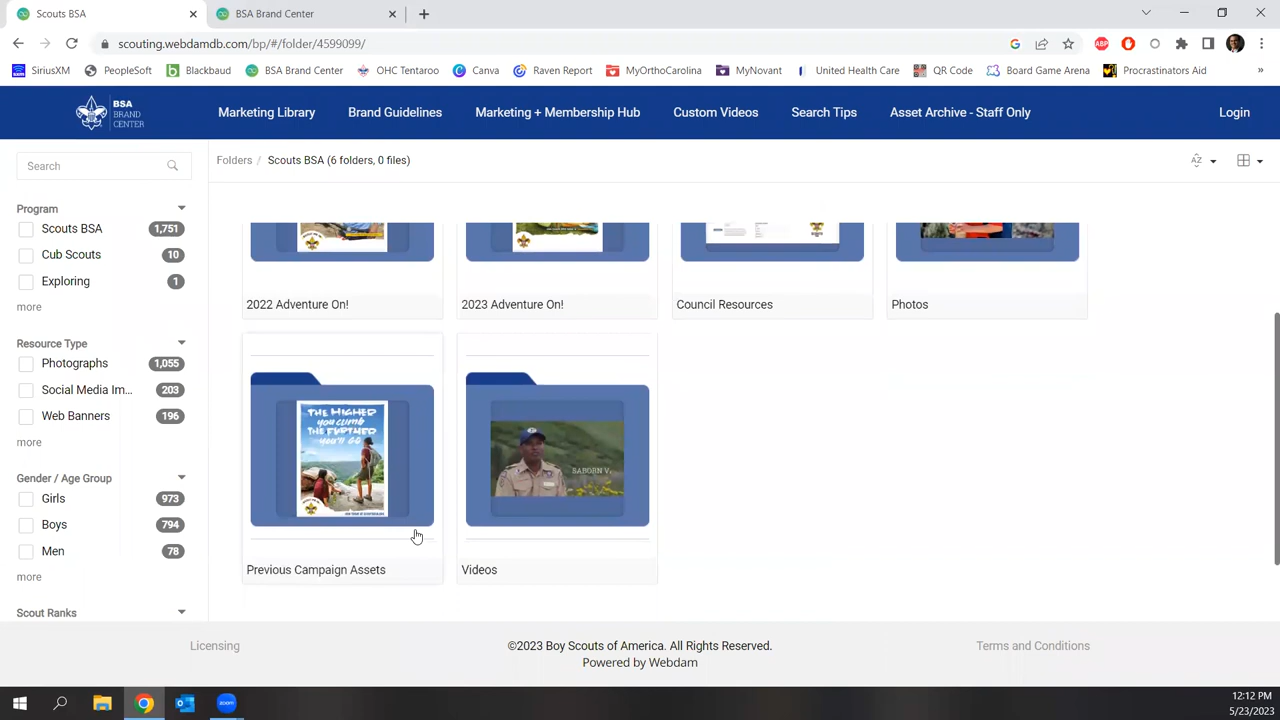 Scouts BSA
BSA Brand Center
scouting.webdamdb.com/bp/#/folder/4599099/
SiriusXM
PeopleSoft
Blackbaud
BSA Brand Center
OHC Tentaroo
Canva
Raven Report
MyOrthoCarolina
MyNovant
United Health Care
QR Code
Board Game Arena
Procrastinators Aid
BSA BRAND CENTER
Marketing Library
Brand Guidelines
Marketing + Membership Hub
Custom Videos
Search Tips
Asset Archive - Staff Only
Login
Search
Folders / Scouts BSA (6 folders, 0 files)
Program
Scouts BSA 1,751
Cub Scouts 10
Exploring 1
more
Resource Type
Photographs 1,055
Social Media Im... 203
Web Banners 196
more
Gender / Age Group
Girls 973
Boys 794
Men 78
more
Scout Ranks
2022 Adventure On!
2023 Adventure On!
Council Resources
Photos
THE HIGHER
YOU CLIMB
THE FURTHER
YOU'LL GO
SABORN V.
Previous Campaign Assets
Videos
Licensing
©2023 Boy Scouts of America. All Rights Reserved.
Powered by Webdam
Terms and Conditions
zoom
12:12 PM
5/23/2023